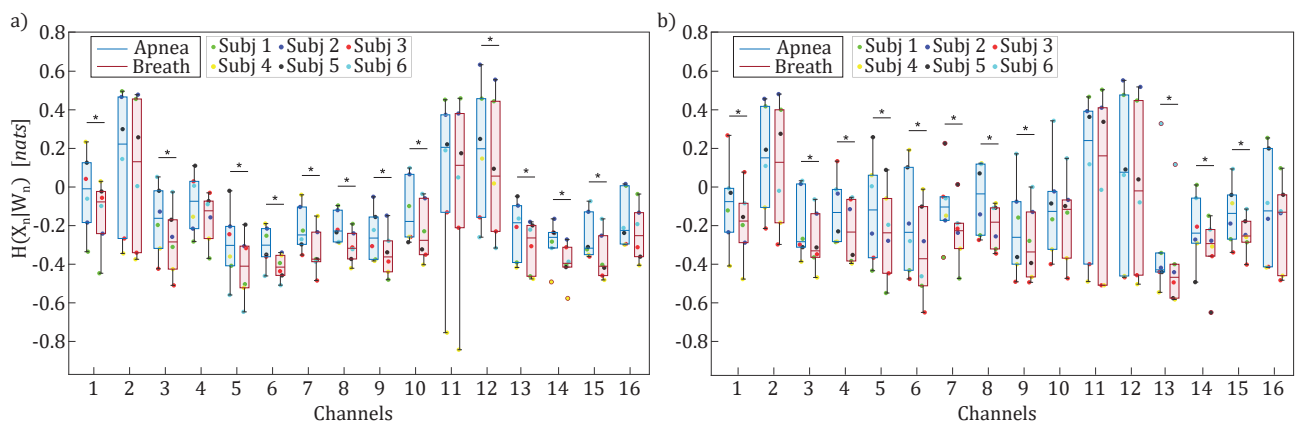 a)
H(X_n|W_n) [nats]
0.8
0.6
0.4
0.2
0
-0.2
-0.4
-0.6
-0.8
Apnea
Breath
Subj 1 Subj 2 Subj 3
Subj 4 Subj 5 Subj 6
* * * * * * * * * * * *
1 2 3 4 5 6 7 8 9 10 11 12 13 14 15 16
Channels
b)
0.8
0.6
0.4
0.2
0
-0.2
-0.4
-0.6
-0.8
Apnea
Breath
Subj 1 Subj 2 Subj 3
Subj 4 Subj 5 Subj 6
* * * * * * * * * * *
1 2 3 4 5 6 7 8 9 10 11 12 13 14 15 16
Channels